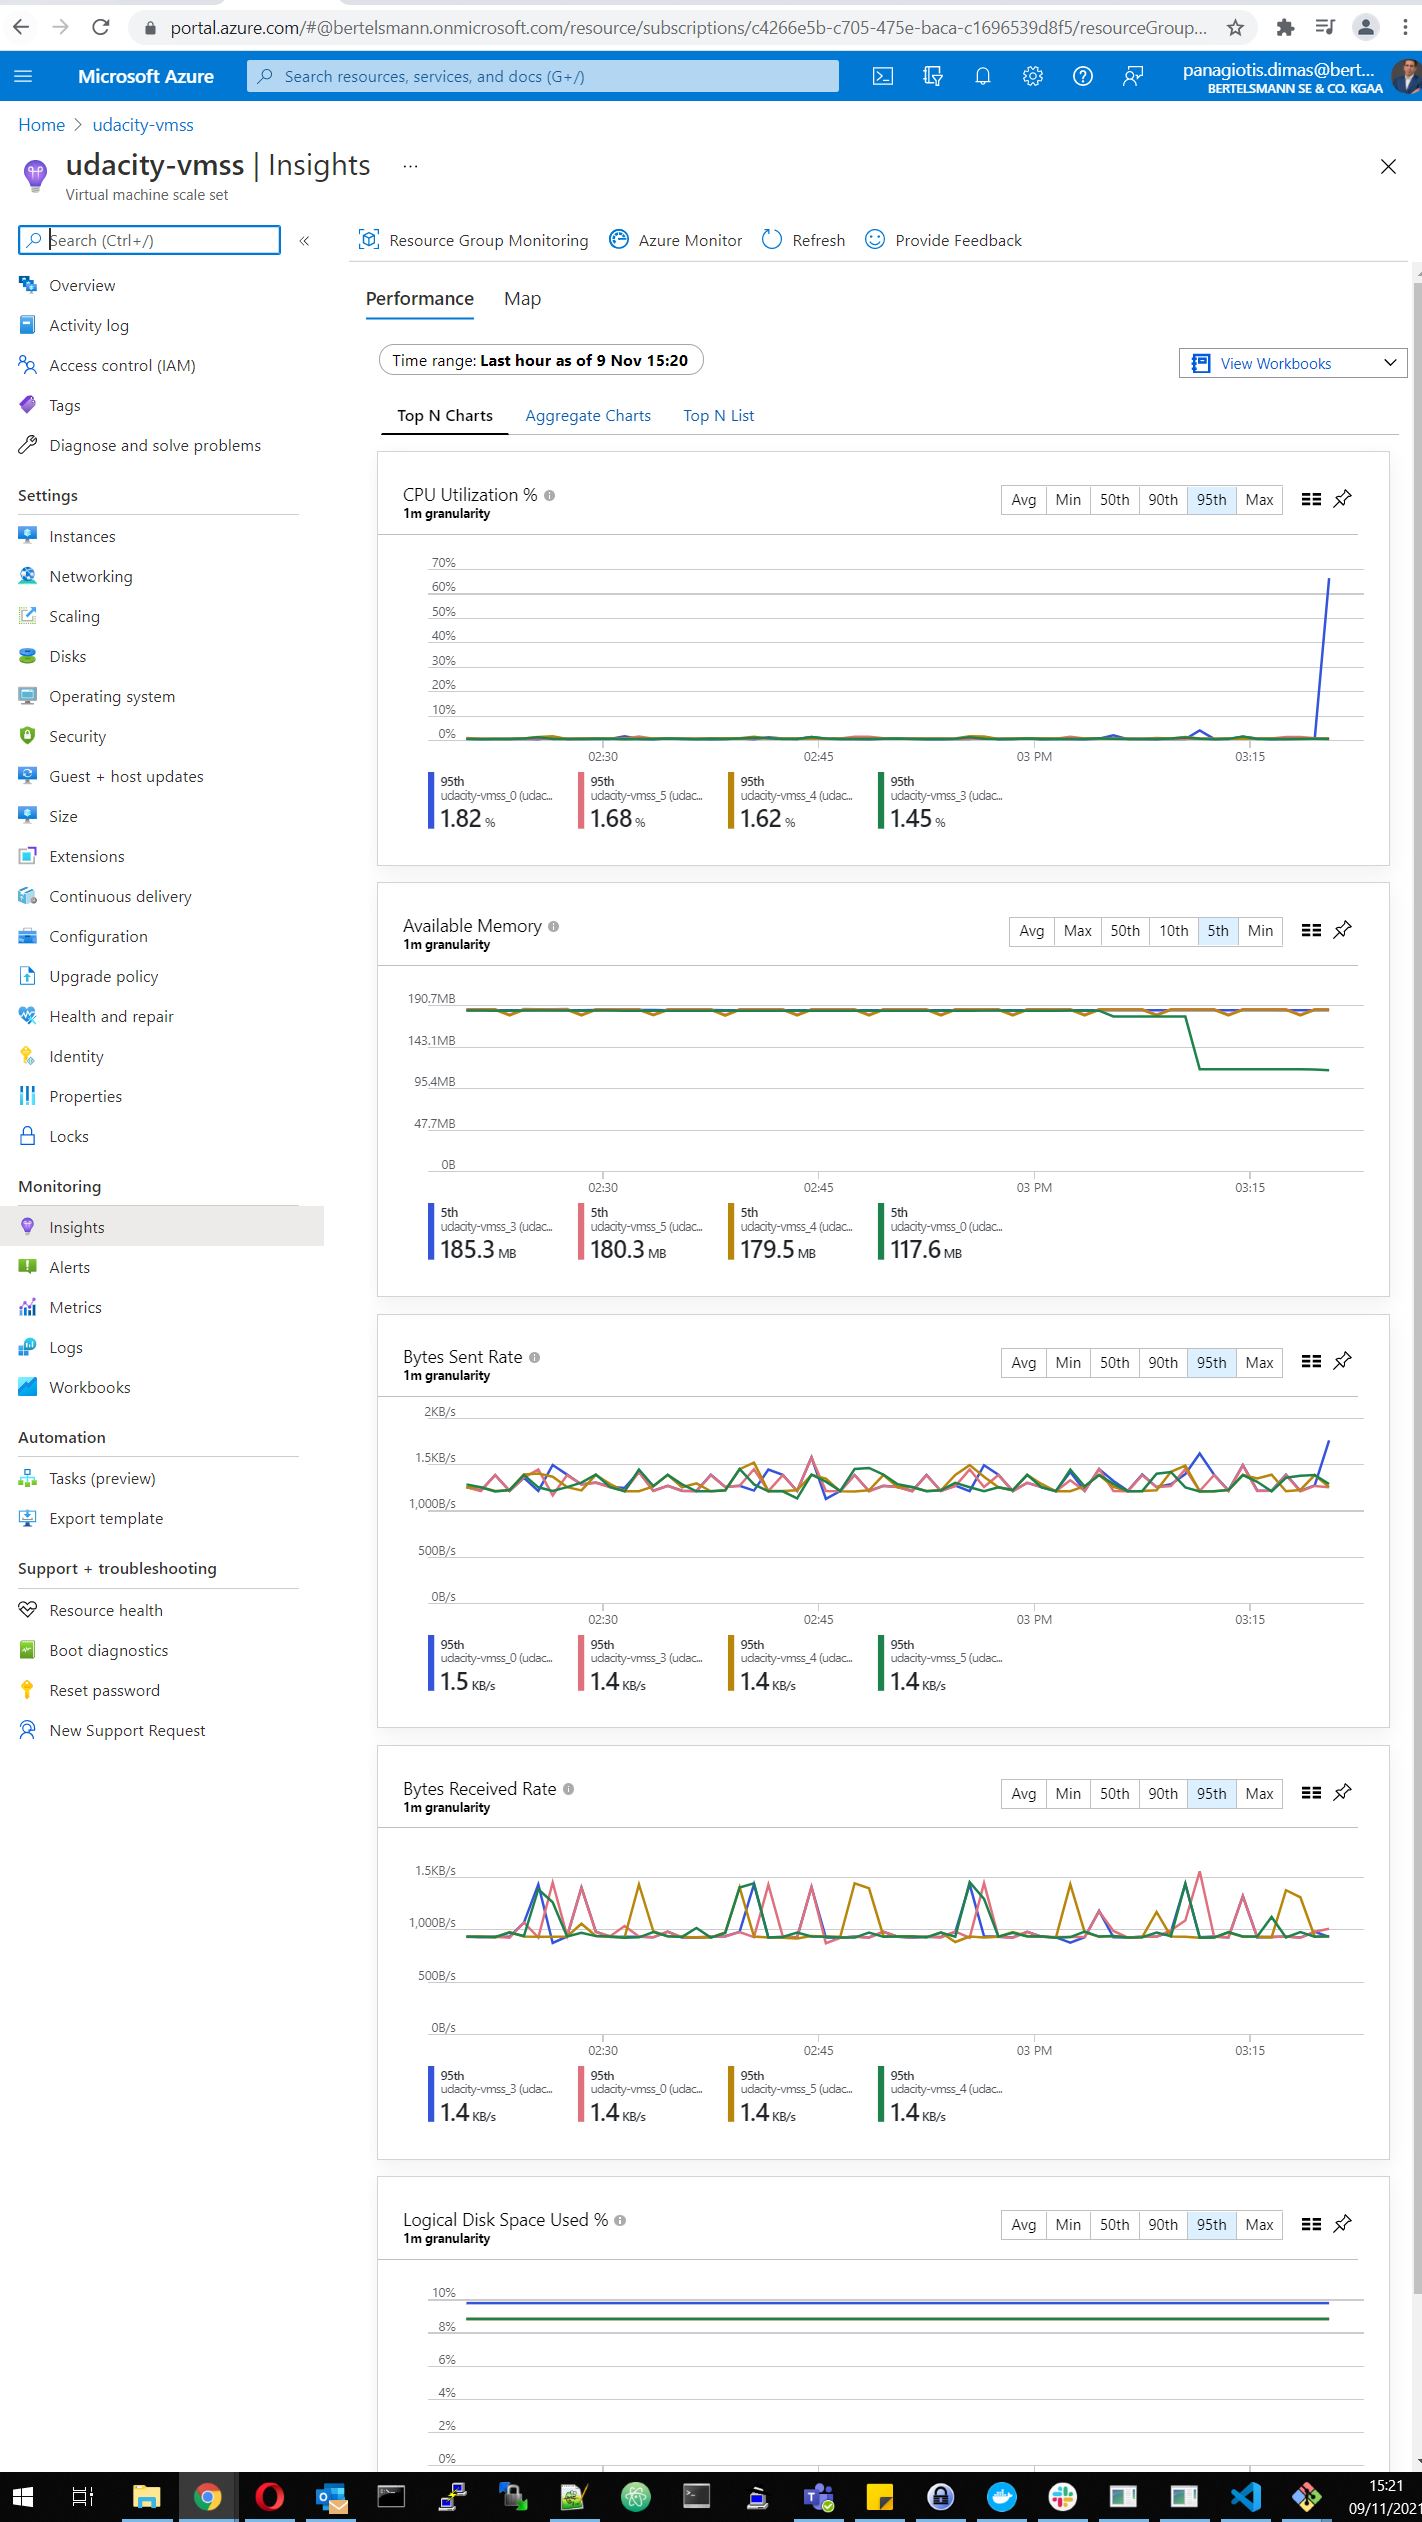 portal.azure.com/#@bertelsmann.onmicrosoft.com/resource/subscriptions/c4266e5b-c705-475e-baca-c1696539d8f5/resourceGroup...
Microsoft Azure
Search resources, services, and docs (G+/)
panagiotis.dimas@bert...
BERTELSMANN SE & CO. KGAA
Home > udacity-vmss
udacity-vmss | Insights ...
Virtual machine scale set
Search (Ctrl+/)
«
Overview
Activity log
Access control (IAM)
Tags
Diagnose and solve problems
Settings
Instances
Networking
Scaling
Disks
Operating system
Security
Guest + host updates
Size
Extensions
Continuous delivery
Configuration
Upgrade policy
Health and repair
Identity
Properties
Locks
Monitoring
Insights
Alerts
Metrics
Logs
Workbooks
Automation
Tasks (preview)
Export template
Support + troubleshooting
Resource health
Boot diagnostics
Reset password
New Support Request
Resource Group Monitoring Azure Monitor Refresh Provide Feedback
Performance Map
Time range: Last hour as of 9 Nov 15:20
View Workbooks
Top N Charts Aggregate Charts Top N List
CPU Utilization %
1m granularity
Avg Min 50th 90th 95th Max
70%
60%
50%
40%
30%
20%
10%
0%
02:30 02:45 03 PM 03:15
95th 95th 95th 95th
udacity-vmss_0 (udac... udacity-vmss_5 (udac... udacity-vmss_4 (udac... udacity-vmss_3 (udac...
1.82 % 1.68 % 1.62 % 1.45 %
Available Memory
1m granularity
Avg Max 50th 10th 5th Min
190.7MB
143.1MB
95.4MB
47.7MB
0B
02:30 02:45 03 PM 03:15
5th 5th 5th 5th
udacity-vmss_3 (udac... udacity-vmss_5 (udac... udacity-vmss_4 (udac... udacity-vmss_0 (udac...
185.3 MB 180.3 MB 179.5 MB 117.6 MB
Bytes Sent Rate
1m granularity
Avg Min 50th 90th 95th Max
2KB/s
1.5KB/s
1,000B/s
500B/s
0B/s
02:30 02:45 03 PM 03:15
95th 95th 95th 95th
udacity-vmss_0 (udac... udacity-vmss_3 (udac... udacity-vmss_4 (udac... udacity-vmss_5 (udac...
1.5 KB/s 1.4 KB/s 1.4 KB/s 1.4 KB/s
Bytes Received Rate
1m granularity
Avg Min 50th 90th 95th Max
1.5KB/s
1,000B/s
500B/s
0B/s
02:30 02:45 03 PM 03:15
95th 95th 95th 95th
udacity-vmss_3 (udac... udacity-vmss_0 (udac... udacity-vmss_5 (udac... udacity-vmss_4 (udac...
1.4 KB/s 1.4 KB/s 1.4 KB/s 1.4 KB/s
Logical Disk Space Used %
1m granularity
Avg Min 50th 90th 95th Max
10%
8%
6%
4%
2%
0%
15:21
09/11/2021